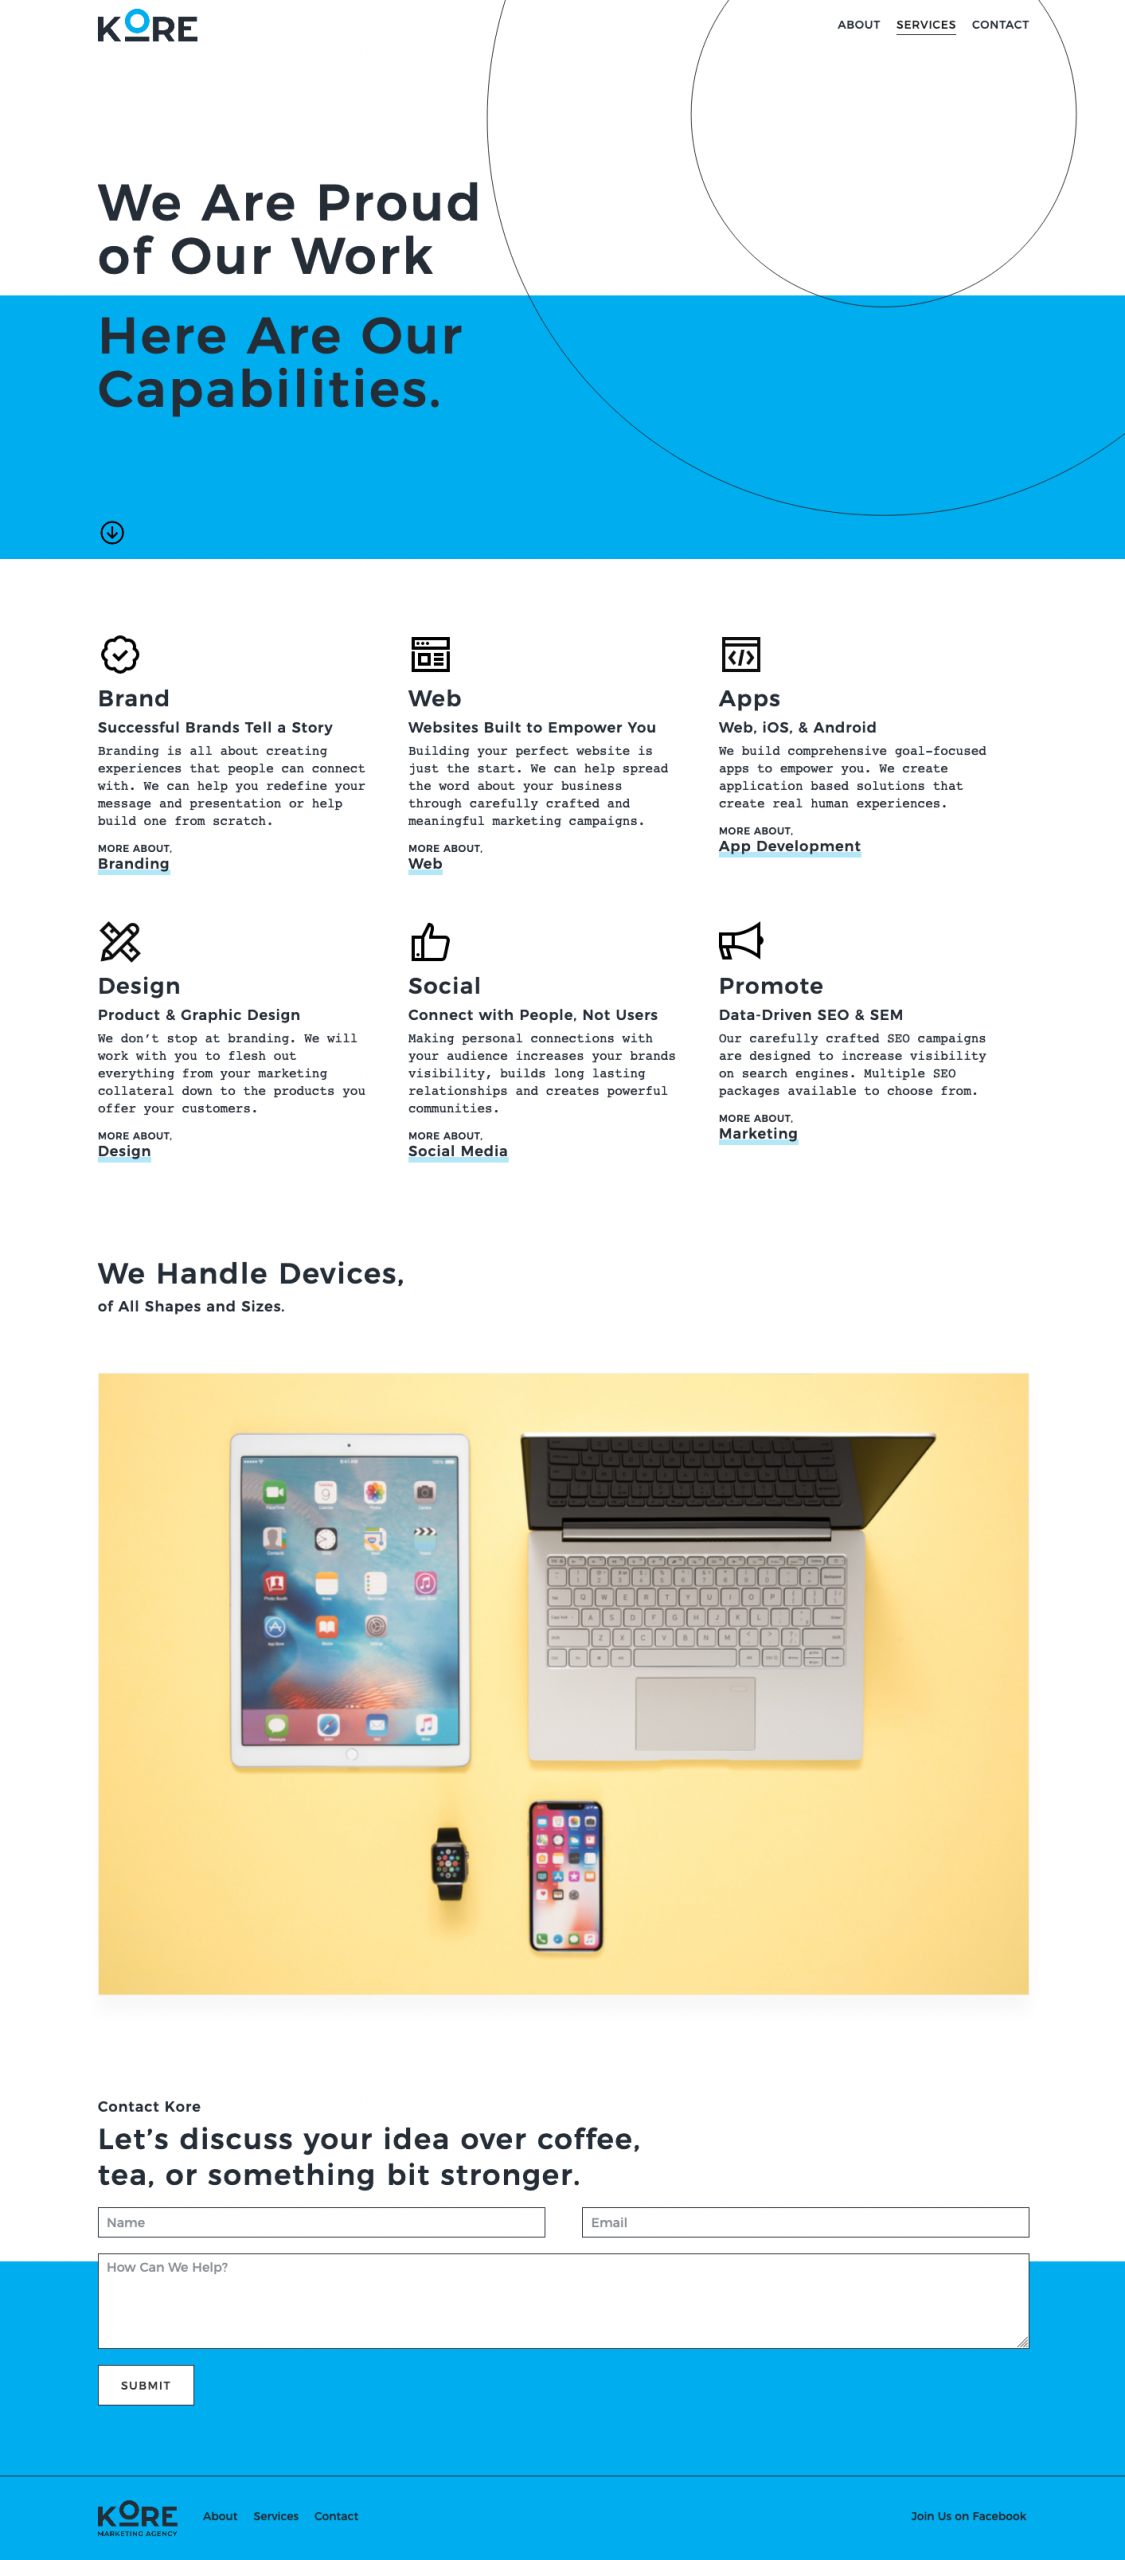 KORE
ABOUT SERVICES CONTACT
We Are Proud
of Our Work
Here Are Our
Capabilities.
Brand
Successful Brands Tell a Story
Branding is all about creating
experiences that people can connect
with. We can help you redefine your
message and presentation or help
build one from scratch.
MORE ABOUT,
Branding
Web
Websites Built to Empower You
Building your perfect website is
just the start. We can help spread
the word about your business
through carefully crafted and
meaningful marketing campaigns.
MORE ABOUT,
Web
Apps
Web, iOS, & Android
We build comprehensive goal-focused
apps to empower you. We create
application based solutions that
create real human experiences.
MORE ABOUT,
App Development
Design
Product & Graphic Design
We don’t stop at branding. We will
work with you to flesh out
everything from your marketing
collateral down to the products you
offer your customers.
MORE ABOUT,
Design
Social
Connect with People, Not Users
Making personal connections with
your audience increases your brands
visibility, builds long lasting
relationships and creates powerful
communities.
MORE ABOUT,
Social Media
Promote
Data-Driven SEO & SEM
Our carefully crafted SEO campaigns
are designed to increase visibility
on search engines. Multiple SEO
packages available to choose from.
MORE ABOUT,
Marketing
We Handle Devices,
of All Shapes and Sizes.
Contact Kore
Let’s discuss your idea over coffee,
tea, or something bit stronger.
Name
Email
How Can We Help?
SUBMIT
KORE
MARKETING AGENCY
About Services Contact
Join Us on Facebook